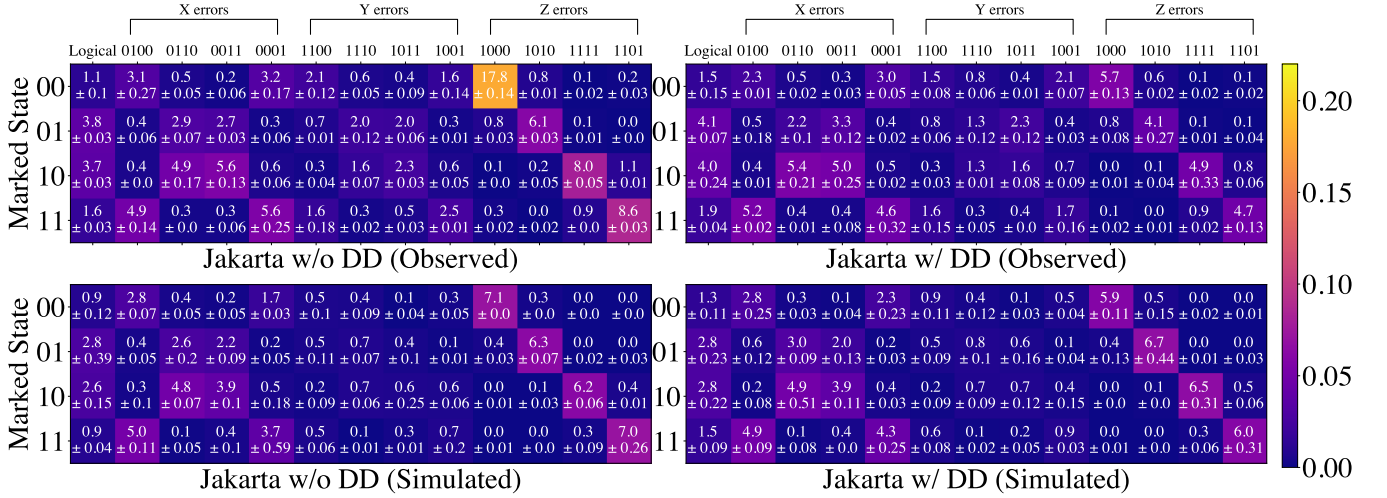 X errors Y errors Z errors X errors Y errors Z errors
Logical 0100 0110 0011 0001 1100 1110 1011 1001 1000 1010 1111 1101 Logical 0100 0110 0011 0001 1100 1110 1011 1001 1000 1010 1111 1101
Marked State
00 1.1 3.1 0.5 0.2 3.2 2.1 0.6 0.4 1.6 17.8 0.8 0.1 0.2
± 0.1 ± 0.27 ± 0.05 ± 0.06 ± 0.17 ± 0.12 ± 0.05 ± 0.09 ± 0.14 ± 0.14 ± 0.01 ± 0.02 ± 0.03
01 3.8 0.4 2.9 2.7 0.3 0.7 2.0 2.0 0.3 0.8 6.1 0.1 0.0
± 0.03 ± 0.06 ± 0.07 ± 0.03 ± 0.06 ± 0.01 ± 0.12 ± 0.06 ± 0.01 ± 0.03 ± 0.03 ± 0.01 ± 0.0
10 3.7 0.4 4.9 5.6 0.6 0.3 1.6 2.3 0.6 0.1 0.2 8.0 1.1
± 0.03 ± 0.0 ± 0.17 ± 0.13 ± 0.06 ± 0.04 ± 0.07 ± 0.03 ± 0.05 ± 0.0 ± 0.05 ± 0.05 ± 0.01
11 1.6 4.9 0.3 0.3 5.6 1.6 0.3 0.5 2.5 0.3 0.0 0.9 8.6
± 0.03 ± 0.14 ± 0.0 ± 0.06 ± 0.25 ± 0.18 ± 0.02 ± 0.03 ± 0.01 ± 0.02 ± 0.02 ± 0.0 ± 0.03
Jakarta w/o DD (Observed)
00 1.5 2.3 0.5 0.3 3.0 1.5 0.8 0.4 2.1 5.7 0.6 0.1 0.1
± 0.15 ± 0.01 ± 0.02 ± 0.03 ± 0.05 ± 0.08 ± 0.06 ± 0.01 ± 0.07 ± 0.13 ± 0.02 ± 0.02 ± 0.02
01 4.1 0.5 2.2 3.3 0.4 0.6 1.3 2.3 0.4 0.8 4.1 0.1 0.1
± 0.07 ± 0.18 ± 0.1 ± 0.12 ± 0.02 ± 0.08 ± 0.12 ± 0.12 ± 0.03 ± 0.08 ± 0.27 ± 0.01 ± 0.04
10 4.0 0.4 5.4 5.0 0.5 0.3 1.3 1.6 0.7 0.0 0.1 4.9 0.8
± 0.24 ± 0.01 ± 0.21 ± 0.25 ± 0.02 ± 0.03 ± 0.01 ± 0.08 ± 0.09 ± 0.01 ± 0.04 ± 0.33 ± 0.06
11 1.9 5.2 0.4 0.4 4.6 1.6 0.3 0.4 1.7 0.1 0.0 0.9 4.7
± 0.04 ± 0.02 ± 0.01 ± 0.08 ± 0.32 ± 0.15 ± 0.05 ± 0.0 ± 0.16 ± 0.01 ± 0.0 ± 0.02 ± 0.13
Jakarta w/ DD (Observed)
Marked State
00 0.9 2.8 0.4 0.2 1.7 0.5 0.4 0.1 0.3 7.1 0.3 0.0 0.0
± 0.12 ± 0.07 ± 0.05 ± 0.05 ± 0.03 ± 0.1 ± 0.09 ± 0.04 ± 0.05 ± 0.0 ± 0.05 ± 0.0 ± 0.0
01 2.8 0.4 2.6 2.2 0.2 0.5 0.7 0.4 0.1 0.4 6.3 0.0 0.0
± 0.39 ± 0.05 ± 0.2 ± 0.09 ± 0.05 ± 0.11 ± 0.07 ± 0.1 ± 0.01 ± 0.03 ± 0.07 ± 0.02 ± 0.03
10 2.6 0.3 4.8 3.9 0.5 0.2 0.7 0.6 0.6 0.0 0.1 6.2 0.4
± 0.15 ± 0.1 ± 0.07 ± 0.1 ± 0.18 ± 0.09 ± 0.06 ± 0.25 ± 0.06 ± 0.01 ± 0.03 ± 0.06 ± 0.01
11 0.9 5.0 0.1 0.4 3.7 0.5 0.1 0.3 0.7 0.0 0.0 0.3 7.0
± 0.04 ± 0.11 ± 0.05 ± 0.1 ± 0.59 ± 0.06 ± 0.01 ± 0.01 ± 0.2 ± 0.01 ± 0.0 ± 0.09 ± 0.26
Jakarta w/o DD (Simulated)
00 1.3 2.8 0.3 0.1 2.3 0.9 0.4 0.1 0.5 5.9 0.5 0.0 0.0
± 0.11 ± 0.25 ± 0.03 ± 0.04 ± 0.23 ± 0.11 ± 0.12 ± 0.03 ± 0.04 ± 0.11 ± 0.15 ± 0.02 ± 0.01
01 2.8 0.6 3.0 2.0 0.2 0.5 0.8 0.6 0.1 0.4 6.7 0.0 0.0
± 0.23 ± 0.12 ± 0.09 ± 0.13 ± 0.03 ± 0.09 ± 0.1 ± 0.16 ± 0.04 ± 0.13 ± 0.44 ± 0.01 ± 0.03
10 2.8 0.2 4.9 3.9 0.4 0.2 0.7 0.7 0.4 0.0 0.1 6.5 0.5
± 0.22 ± 0.08 ± 0.51 ± 0.11 ± 0.03 ± 0.09 ± 0.09 ± 0.12 ± 0.15 ± 0.0 ± 0.0 ± 0.31 ± 0.06
11 1.5 4.9 0.1 0.4 4.3 0.6 0.1 0.2 0.9 0.0 0.0 0.3 6.0
± 0.09 ± 0.09 ± 0.08 ± 0.0 ± 0.25 ± 0.08 ± 0.02 ± 0.05 ± 0.03 ± 0.01 ± 0.0 ± 0.06 ± 0.31
Jakarta w/ DD (Simulated)
0.20
0.15
0.10
0.05
0.00